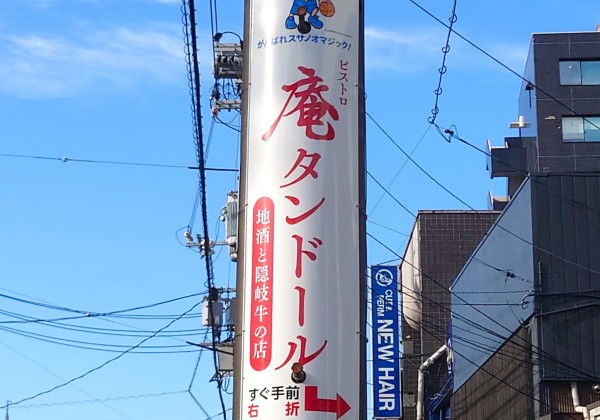 がんばれスサノオマジック!
ビストロ
庵タンドール
地酒と隠岐牛の店
すぐ手前
右折
CUT & PERM
NEW HAIR